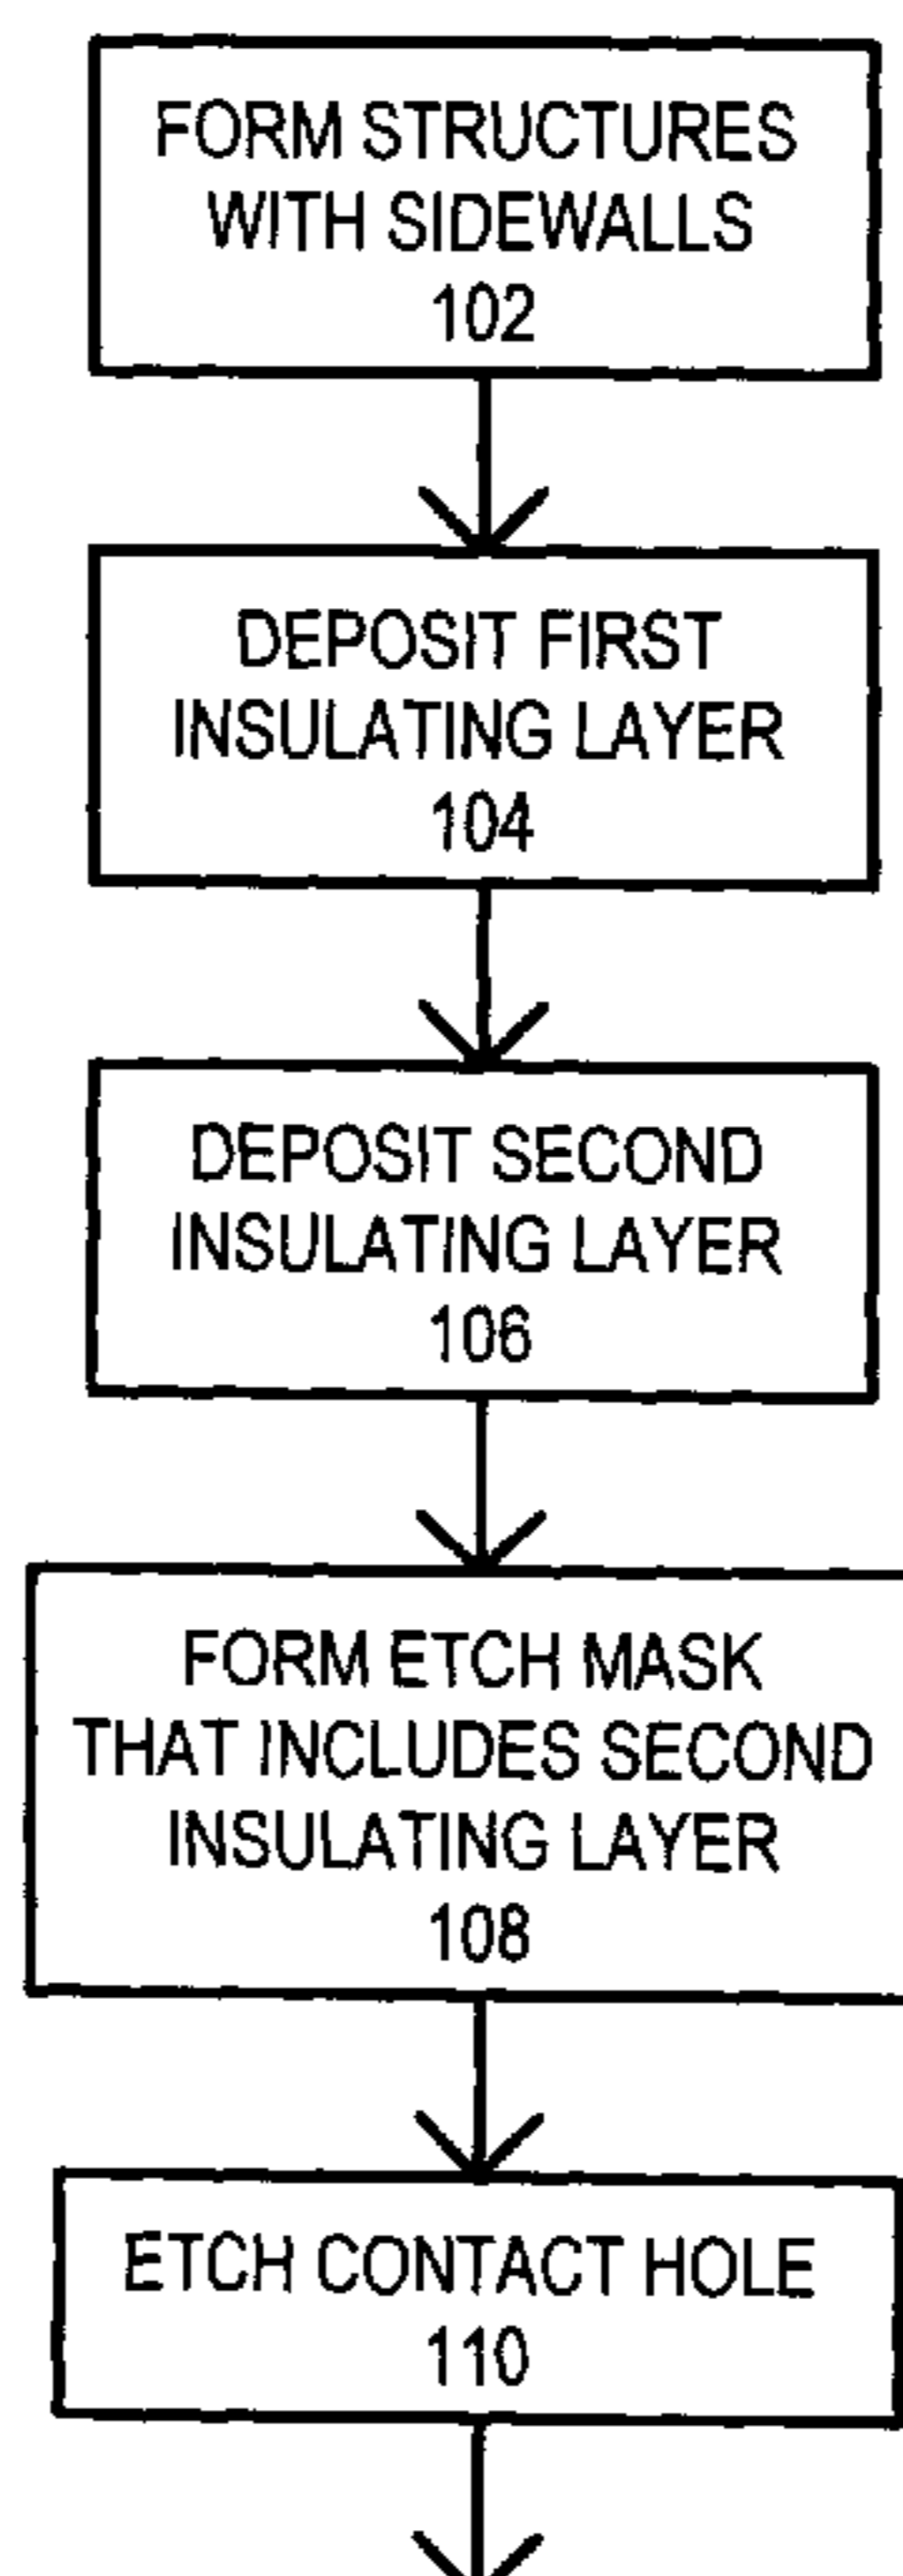 FORM STRUCTURES
WITH SIDEWALLS
102
DEPOSIT FIRST
INSULATING LAYER
104
DEPOSIT SECOND
INSULATING LAYER
106
FORM ETCH MASK
THAT INCLUDES SECOND
INSULATING LAYER
108
ETCH CONTACT HOLE
110